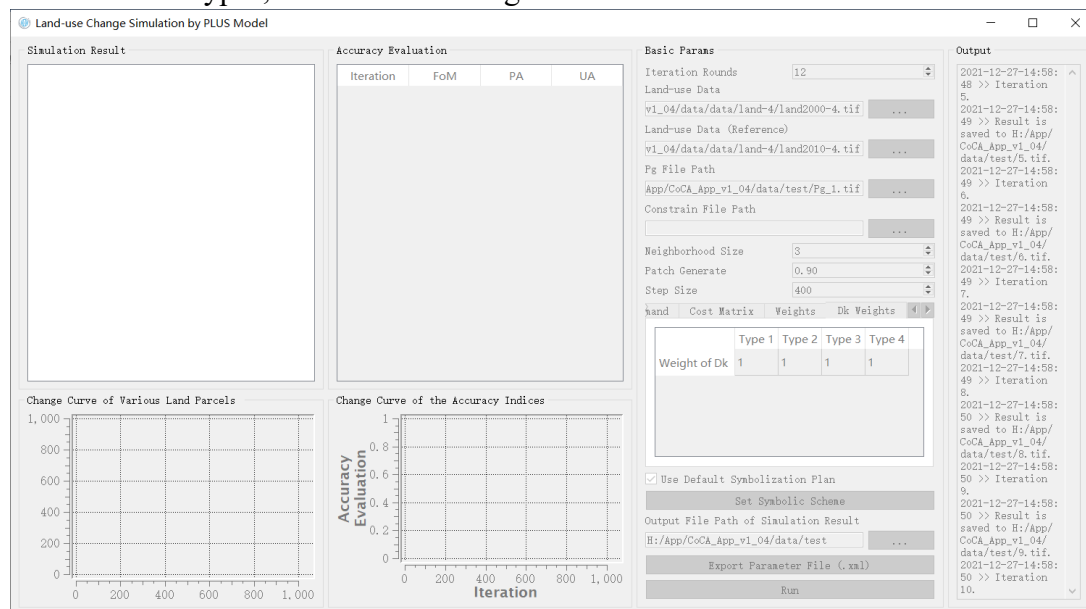 Land-use Change Simulation by PLUS Model
Simulation Result
Accuracy Evaluation
Iteration FoM PA UA
Change Curve of Various Land Parcels
1,000
800
600
400
200
0
0 200 400 600 800 1,000
Change Curve of the Accuracy Indices
Accuracy
Evaluation
1
0.8
0.6
0.4
0.2
0
0 200 400 600 800 1,000
Iteration
Basic Params
Iteration Rounds 12
Land-use Data
v1_04/data/data/land-4/land2000-4.tif ...
Land-use Data (Reference)
v1_04/data/data/land-4/land2010-4.tif ...
Pg File Path
App/CoCA_App_v1_04/data/test/Pg_1.tif ...
Constrain File Path
...
Neighborhood Size 3
Patch Generate 0.90
Step Size 400
hand Cost Matrix Weights Dk Weights
Type 1 Type 2 Type 3 Type 4
Weight of Dk 1 1 1 1
Use Default Symbolization Plan
Set Symbolic Scheme
Output File Path of Simulation Result
H:/App/CoCA_App_v1_04/data/test ...
Export Parameter File (.xml)
Run
Output
2021-12-27-14:58:
48 >> Iteration
5.
2021-12-27-14:58:
49 >> Result is
saved to H:/App/
CoCA_App_v1_04/
data/test/5.tif.
2021-12-27-14:58:
49 >> Iteration
6.
2021-12-27-14:58:
49 >> Result is
saved to H:/App/
CoCA_App_v1_04/
data/test/6.tif.
2021-12-27-14:58:
49 >> Iteration
7.
2021-12-27-14:58:
49 >> Result is
saved to H:/App/
CoCA_App_v1_04/
data/test/7.tif.
2021-12-27-14:58:
49 >> Iteration
8.
2021-12-27-14:58:
50 >> Result is
saved to H:/App/
CoCA_App_v1_04/
data/test/8.tif.
2021-12-27-14:58:
50 >> Iteration
9.
2021-12-27-14:58:
50 >> Result is
saved to H:/App/
CoCA_App_v1_04/
data/test/9.tif.
2021-12-27-14:58:
50 >> Iteration
10.